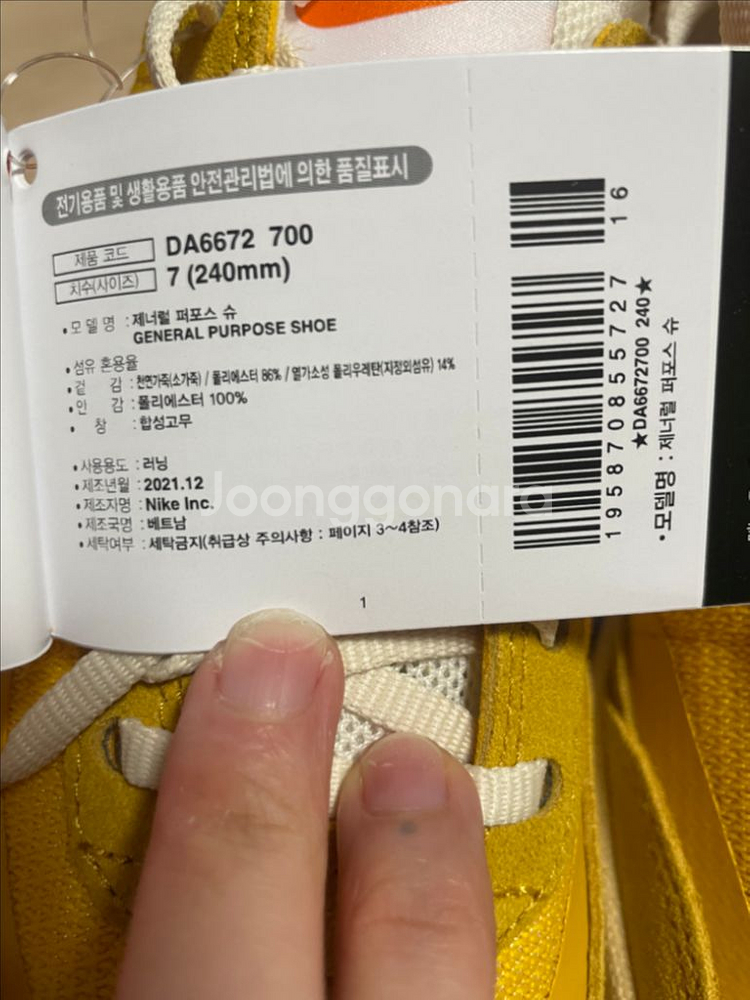 전기용품 및 생활용품 안전관리법에 의한 품질표시
제품 코드 DA6672 700
치수(사이즈) 7 (240mm)
•모 델 명 : 제너럴 퍼포스 슈
GENERAL PURPOSE SHOE
•섬유 혼용율
•겉 감 : 천연가죽(소가죽) / 폴리에스터 86% / 열가소성 폴리우레탄(지정외섬유) 14%
•안 감 : 폴리에스터 100%
• 창 : 합성고무
•사용용도 : 러닝
•제조년월 : 2021.12
•제조자명 : Nike Inc.
•제조국명 : 베트남
•세탁여부 : 세탁금지(취급상 주의사항 : 페이지 3~4참조)
1
16
195870855727
★DA6672700 240★
•모델명 : 제너럴 퍼포스 슈
Joonggonara